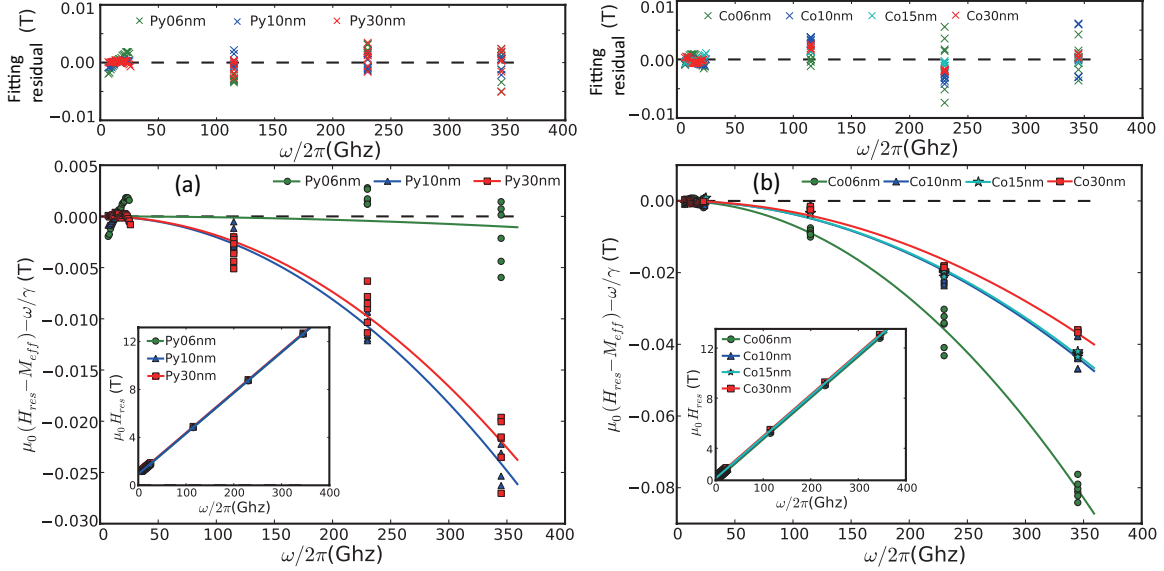 Fitting residual (T)
× Py06nm × Py10nm × Py30nm
0.01
0.00
−0.01
0 50 100 150 200 250 300 350 400
ω/2π(Ghz)
Fitting residual (T)
× Co06nm × Co10nm × Co15nm × Co30nm
0.01
0.00
−0.01
0 50 100 150 200 250 300 350 400
ω/2π(Ghz)
(a)
Py06nm Py10nm Py30nm
μ₀(H_res−M_eff)−ω/γ (T)
0.005
0.000
−0.005
−0.010
−0.015
−0.020
−0.025
−0.030
0 50 100 150 200 250 300 350 400
ω/2π(Ghz)
Py06nm
Py10nm
Py30nm
μ₀H_res (T)
12
8
4
0
0 100 200 300 400
ω/2π(Ghz)
(b)
Co06nm Co10nm Co15nm Co30nm
μ₀(H_res−M_eff)−ω/γ (T)
0.00
−0.02
−0.04
−0.06
−0.08
0 50 100 150 200 250 300 350 400
ω/2π(Ghz)
Co06nm
Co10nm
Co15nm
Co30nm
μ₀H_res (T)
12
8
4
0
0 100 200 300 400
ω/2π(Ghz)